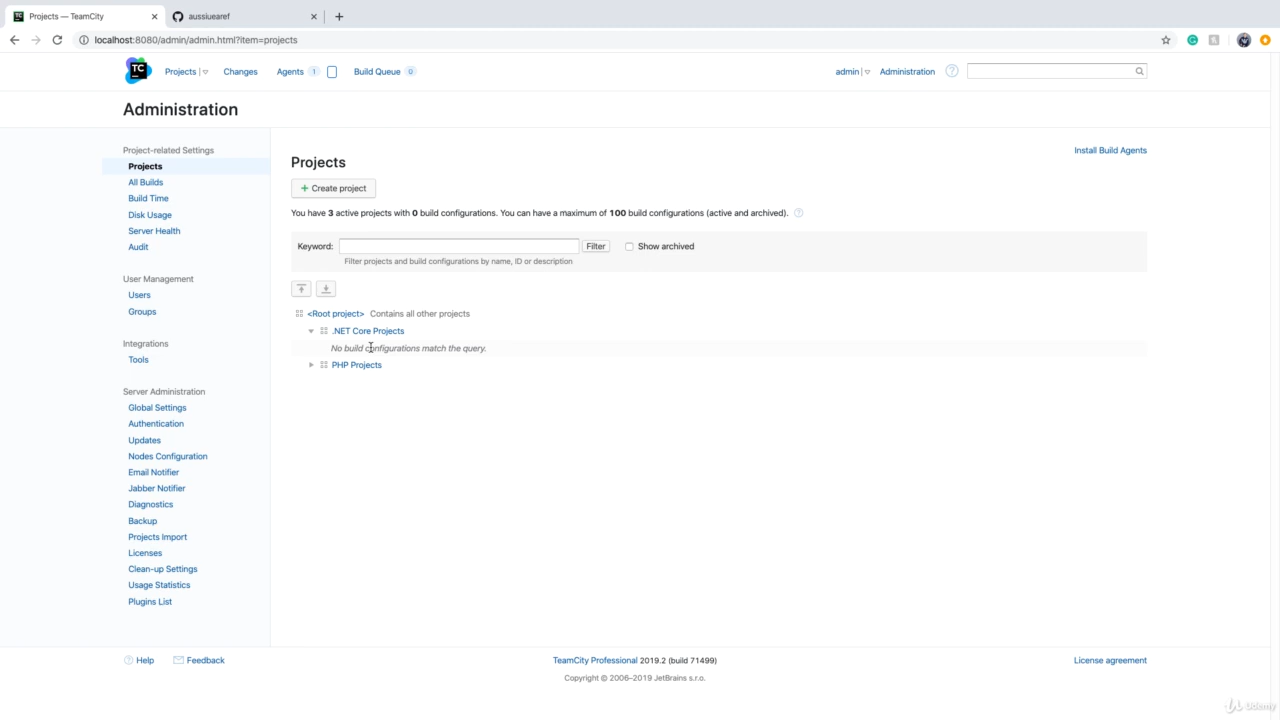 Projects — TeamCity
aussiuearef
localhost:8080/admin/admin.html?item=projects
TC
Projects
Changes
Agents 1
Build Queue 0
admin
Administration
Administration
Project-related Settings
Projects
All Builds
Build Time
Disk Usage
Server Health
Audit
User Management
Users
Groups
Integrations
Tools
Server Administration
Global Settings
Authentication
Updates
Nodes Configuration
Email Notifier
Jabber Notifier
Diagnostics
Backup
Projects Import
Licenses
Clean-up Settings
Usage Statistics
Plugins List
Install Build Agents
Projects
+ Create project
You have 3 active projects with 0 build configurations. You can have a maximum of 100 build configurations (active and archived).
Keyword: Filter Show archived
Filter projects and build configurations by name, ID or description
<Root project> Contains all other projects
.NET Core Projects
No build configurations match the query.
PHP Projects
Help Feedback
TeamCity Professional 2019.2 (build 71499)
License agreement
Copyright © 2006–2019 JetBrains s.r.o.
Udemy